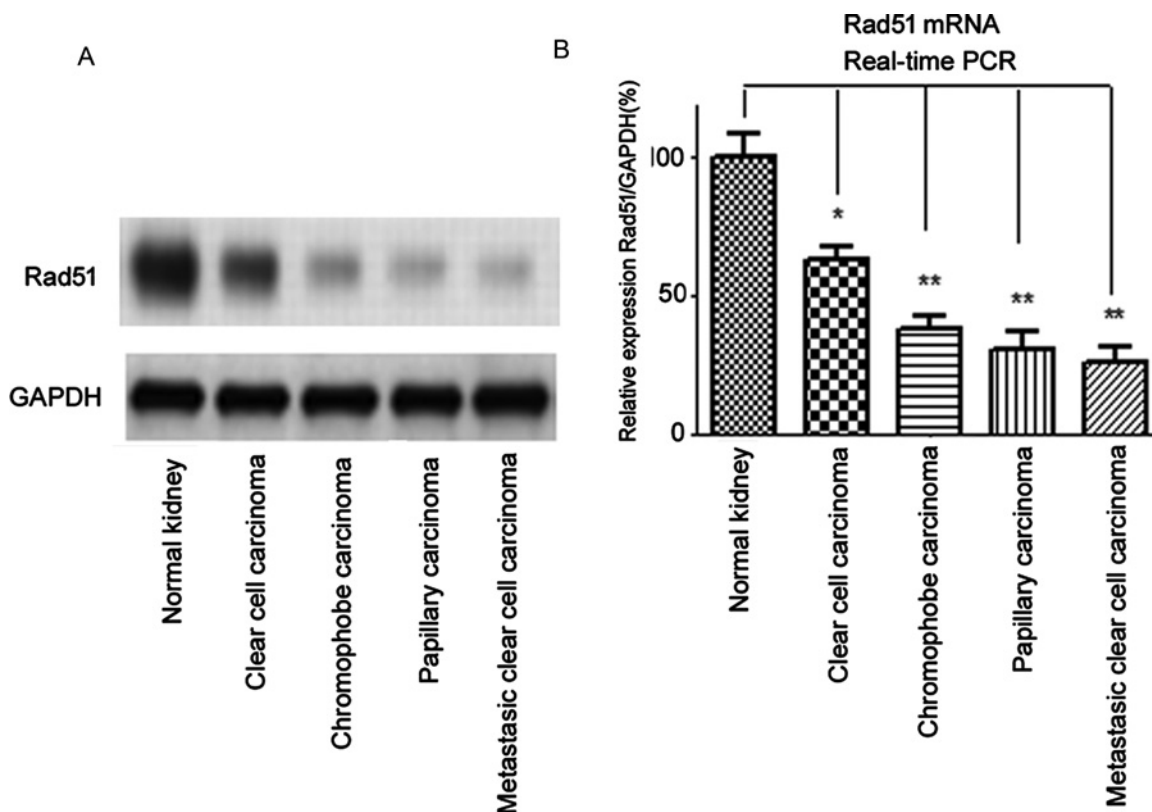 A
Rad51
GAPDH
Normal kidney
Clear cell carcinoma
Chromophobe carcinoma
Papillary carcinoma
Metastasic clear cell carcinoma
B
Rad51 mRNA
Real-time PCR
Relative expression Rad51/GAPDH(%)
100
50
0
*
**
**
**
Normal kidney
Clear cell carcinoma
Chromophobe carcinoma
Papillary carcinoma
Metastasic clear cell carcinoma